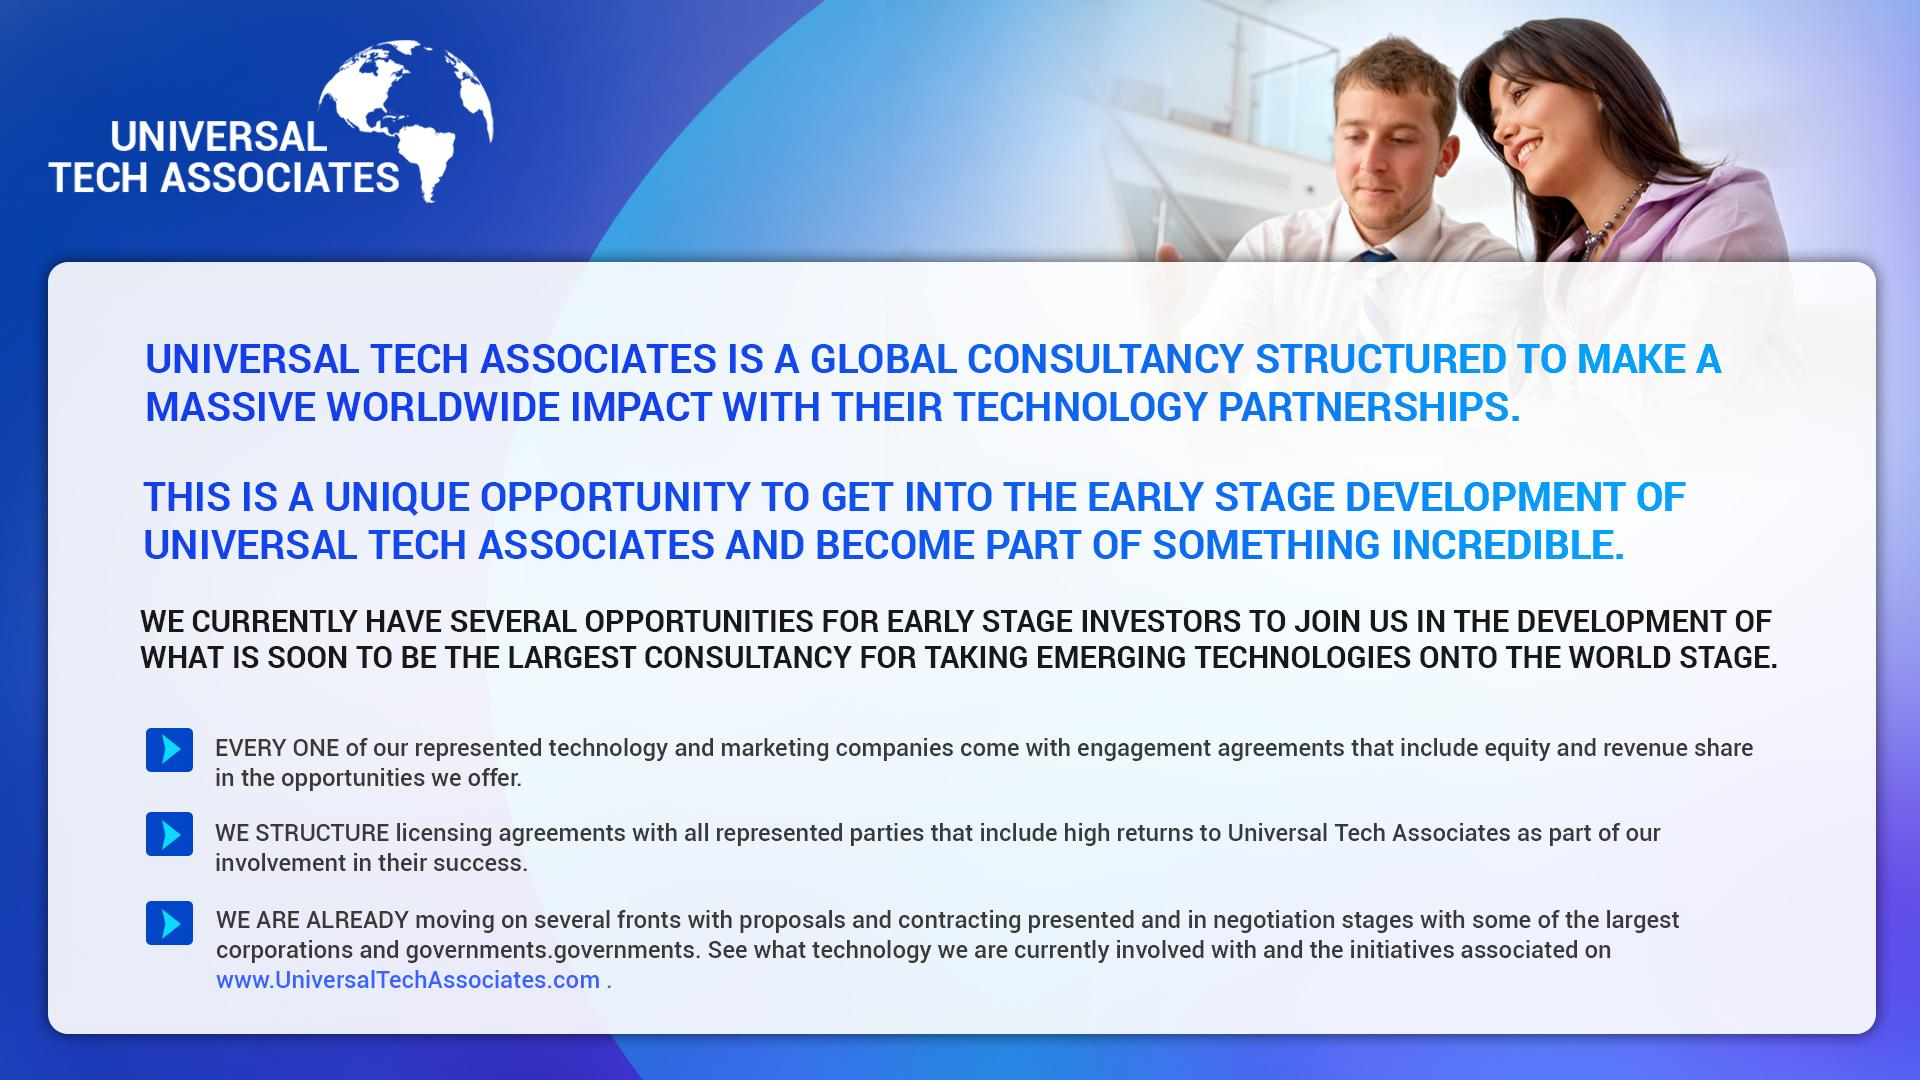 UNIVERSAL
TECH ASSOCIATES
UNIVERSAL TECH ASSOCIATES IS A GLOBAL CONSULTANCY STRUCTURED TO MAKE A
MASSIVE WORLDWIDE IMPACT WITH THEIR TECHNOLOGY PARTNERSHIPS.
THIS IS A UNIQUE OPPORTUNITY TO GET INTO THE EARLY STAGE DEVELOPMENT OF
UNIVERSAL TECH ASSOCIATES AND BECOME PART OF SOMETHING INCREDIBLE.
WE CURRENTLY HAVE SEVERAL OPPORTUNITIES FOR EARLY STAGE INVESTORS TO JOIN US IN THE DEVELOPMENT OF
WHAT IS SOON TO BE THE LARGEST CONSULTANCY FOR TAKING EMERGING TECHNOLOGIES ONTO THE WORLD STAGE.
EVERY ONE of our represented technology and marketing companies come with engagement agreements that include equity and revenue share
in the opportunities we offer.
WE STRUCTURE licensing agreements with all represented parties that include high returns to Universal Tech Associates as part of our
involvement in their success.
WE ARE ALREADY moving on several fronts with proposals and contracting presented and in negotiation stages with some of the largest
corporations and governments.governments. See what technology we are currently involved with and the initiatives associated on
www.UniversalTechAssociates.com .